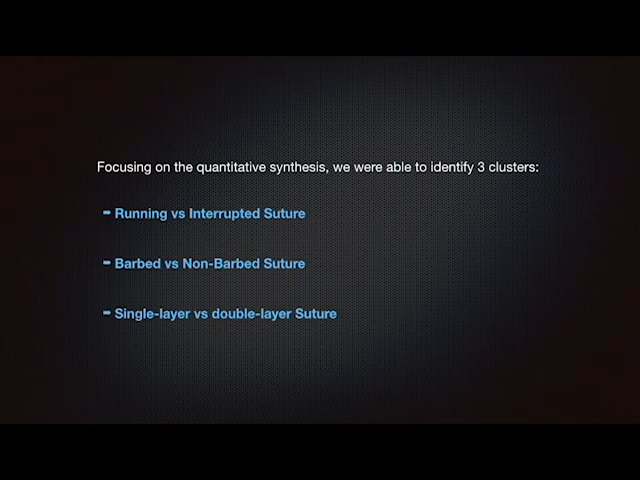 Focusing on the quantitative synthesis, we were able to identify 3 clusters:
➨ Running vs Interrupted Suture
➨ Barbed vs Non-Barbed Suture
➨ Single-layer vs double-layer Suture